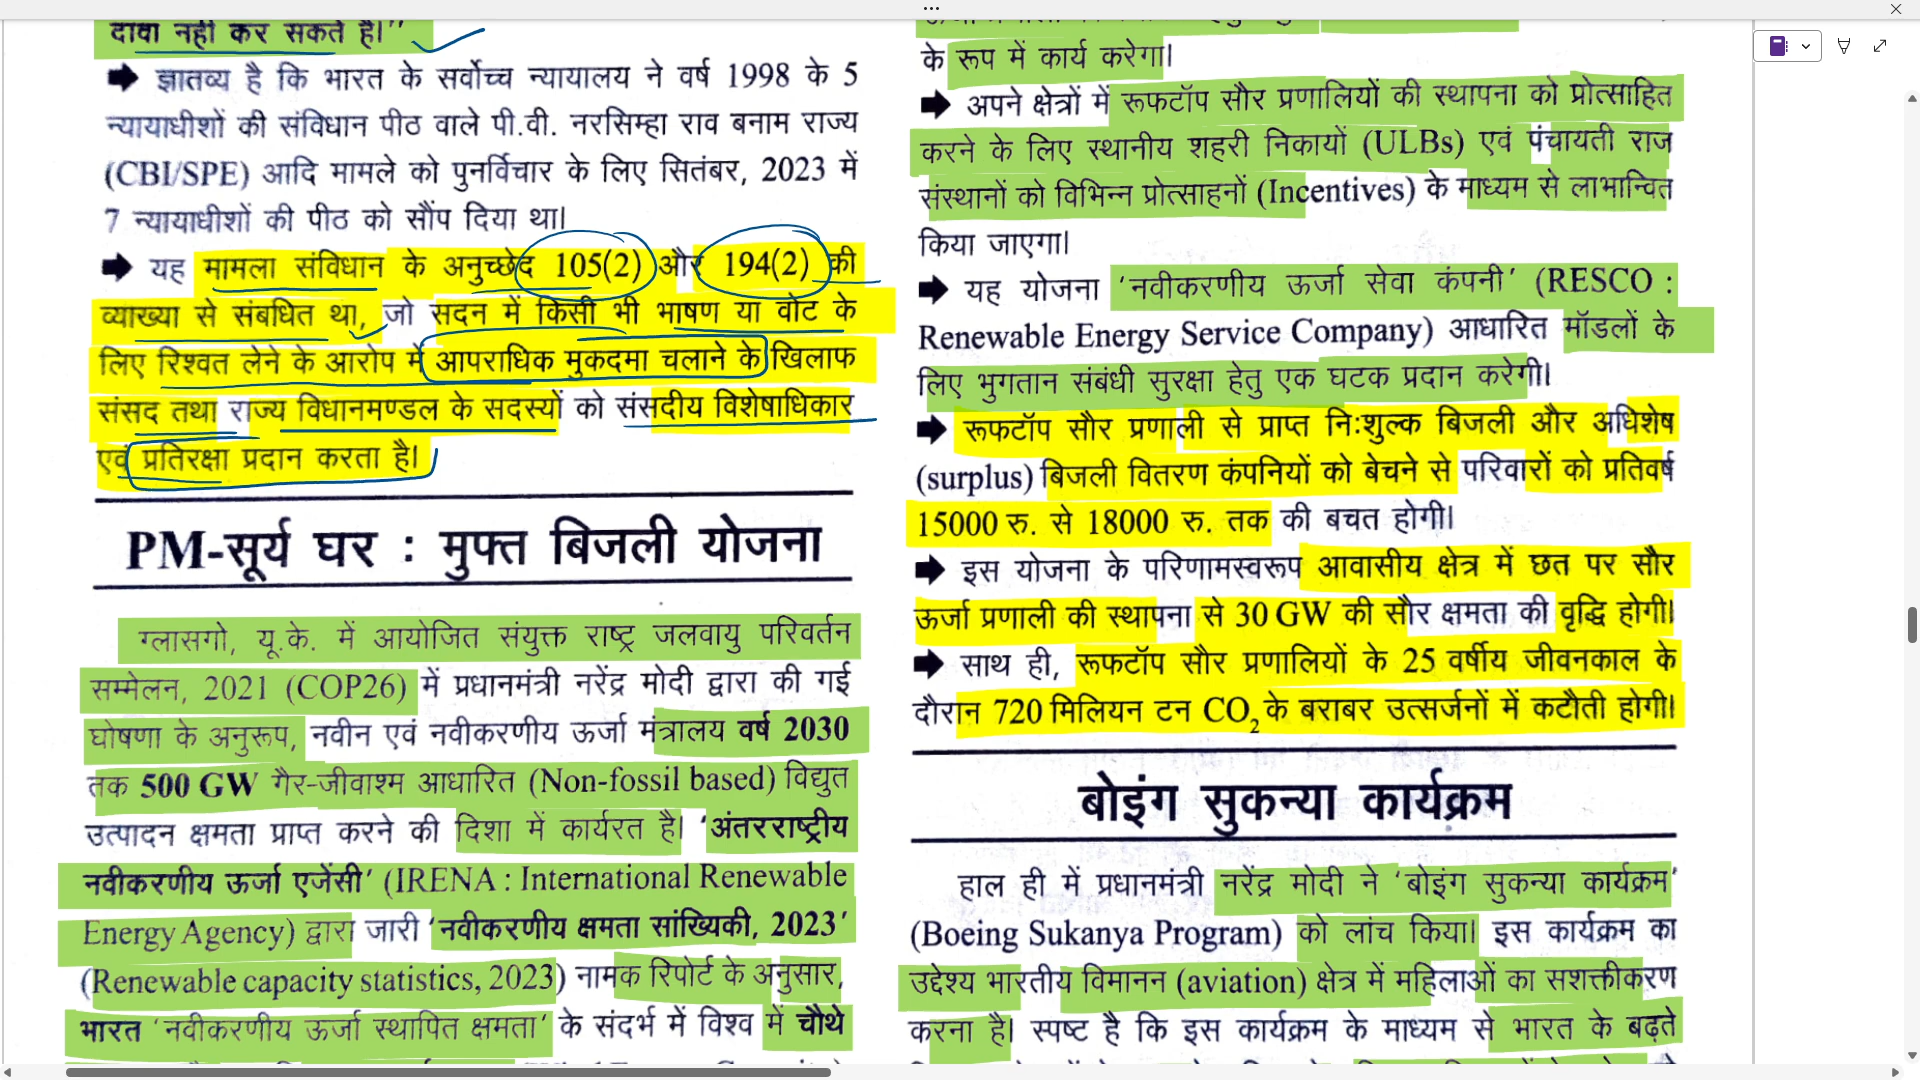 दावा नहीं कर सकते है।''
➡ ज्ञातव्य है कि भारत के सर्वोच्च न्यायालय ने वर्ष 1998 के 5
न्यायाधीशों की संविधान पीठ वाले पी.वी. नरसिम्हा राव बनाम राज्य
(CBI/SPE) आदि मामले को पुनर्विचार के लिए सितंबर, 2023 में
7 न्यायाधीशों की पीठ को सौंप दिया था।
➡ यह मामला संविधान के अनुच्छेद 105(2) और 194(2) की
व्याख्या से संबधित था, जो सदन में किसी भी भाषण या वोट के
लिए रिश्वत लेने के आरोप में आपराधिक मुकदमा चलाने के खिलाफ
संसद तथा राज्य विधानमण्डल के सदस्यों को संसदीय विशेषाधिकार
एवं प्रतिरक्षा प्रदान करता है।
PM-सूर्य घर : मुफ्त बिजली योजना
ग्लासगो, यू.के. में आयोजित संयुक्त राष्ट्र जलवायु परिवर्तन
सम्मेलन, 2021 (COP26) में प्रधानमंत्री नरेंद्र मोदी द्वारा की गई
घोषणा के अनुरूप, नवीन एवं नवीकरणीय ऊर्जा मंत्रालय वर्ष 2030
तक 500 GW गैर-जीवाश्म आधारित (Non-fossil based) विद्युत
उत्पादन क्षमता प्राप्त करने की दिशा में कार्यरत है। 'अंतरराष्ट्रीय
नवीकरणीय ऊर्जा एजेंसी' (IRENA : International Renewable
Energy Agency) द्वारा जारी 'नवीकरणीय क्षमता सांख्यिकी, 2023'
(Renewable capacity statistics, 2023) नामक रिपोर्ट के अनुसार,
भारत 'नवीकरणीय ऊर्जा स्थापित क्षमता' के संदर्भ में विश्व में चौथे
के रूप में कार्य करेगा।
➡ अपने क्षेत्रों में रूफटॉप सौर प्रणालियों की स्थापना को प्रोत्साहित
करने के लिए स्थानीय शहरी निकायों (ULBs) एवं पंचायती राज
संस्थानों को विभिन्न प्रोत्साहनों (Incentives) के माध्यम से लाभान्वित
किया जाएगा।
➡ यह योजना 'नवीकरणीय ऊर्जा सेवा कंपनी' (RESCO :
Renewable Energy Service Company) आधारित मॉडलों के
लिए भुगतान संबंधी सुरक्षा हेतु एक घटक प्रदान करेगी।
➡ रूफटॉप सौर प्रणाली से प्राप्त निःशुल्क बिजली और अधिशेष
(surplus) बिजली वितरण कंपनियों को बेचने से परिवारों को प्रतिवर्ष
15000 रु. से 18000 रु. तक की बचत होगी।
➡ इस योजना के परिणामस्वरूप आवासीय क्षेत्र में छत पर सौर
ऊर्जा प्रणाली की स्थापना से 30 GW की सौर क्षमता की वृद्धि होगी।
➡ साथ ही, रूफटॉप सौर प्रणालियों के 25 वर्षीय जीवनकाल के
दौरान 720 मिलियन टन CO₂ के बराबर उत्सर्जनों में कटौती होगी।
बोइंग सुकन्या कार्यक्रम
हाल ही में प्रधानमंत्री नरेंद्र मोदी ने 'बोइंग सुकन्या कार्यक्रम'
(Boeing Sukanya Program) को लांच किया। इस कार्यक्रम का
उद्देश्य भारतीय विमानन (aviation) क्षेत्र में महिलाओं का सशक्तीकरण
करना है। स्पष्ट है कि इस कार्यक्रम के माध्यम से भारत के बढ़ते